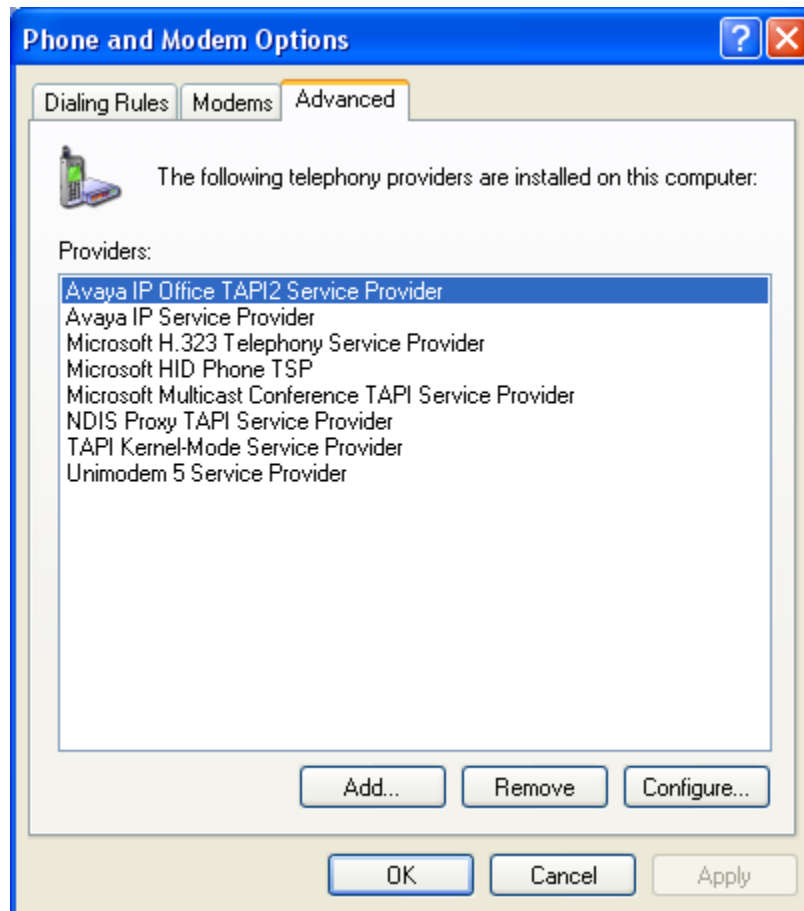 Phone and Modem Options
Dialing Rules Modems Advanced
The following telephony providers are installed on this computer:
Providers:
Avaya IP Office TAPI2 Service Provider
Avaya IP Service Provider
Microsoft H.323 Telephony Service Provider
Microsoft HID Phone TSP
Microsoft Multicast Conference TAPI Service Provider
NDIS Proxy TAPI Service Provider
TAPI Kernel-Mode Service Provider
Unimodem 5 Service Provider
Add... Remove Configure...
OK Cancel Apply